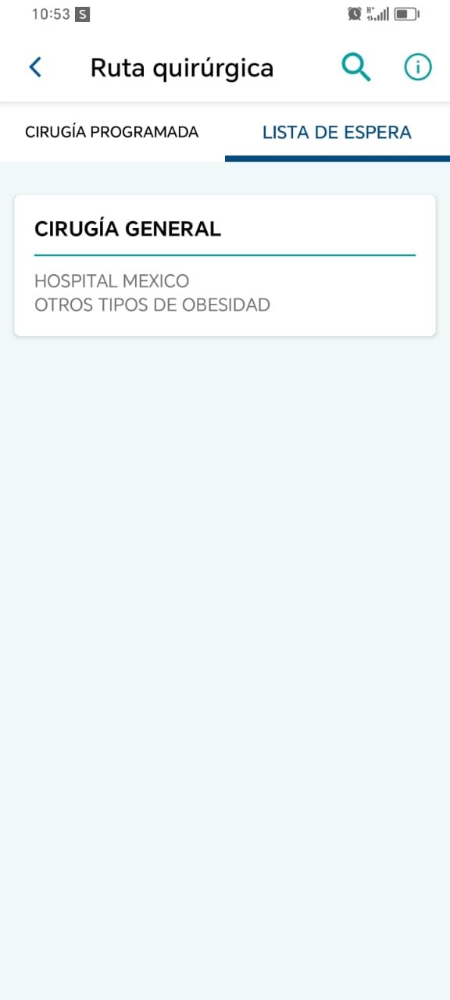 10:53 S
Ruta quirúrgica
CIRUGÍA PROGRAMADA
LISTA DE ESPERA
CIRUGÍA GENERAL
HOSPITAL MEXICO
OTROS TIPOS DE OBESIDAD